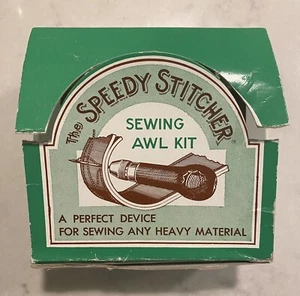 The SPEEDY STITCHER
SEWING
AWL KIT
A PERFECT DEVICE
FOR SEWING ANY HEAVY MATERIAL